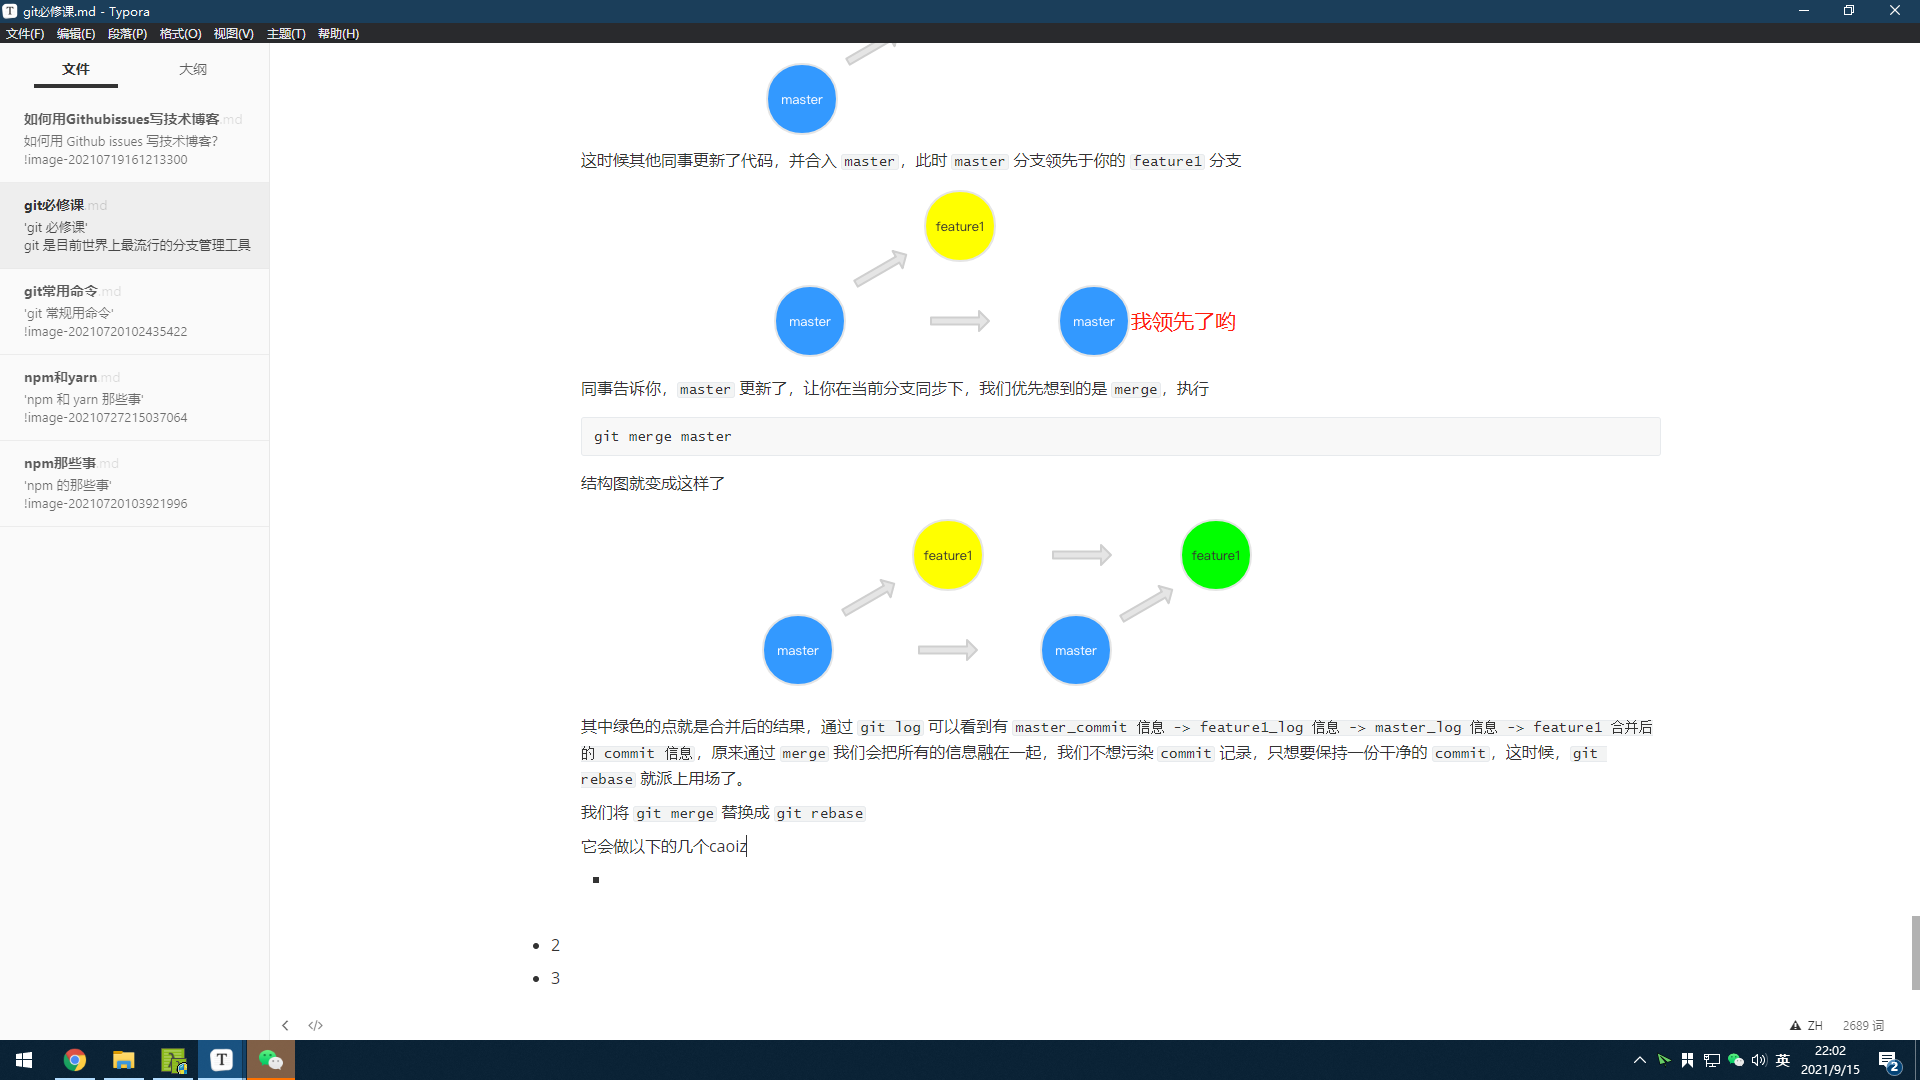 git必修课.md - Typora
文件(F) 编辑(E) 段落(P) 格式(O) 视图(V) 主题(T) 帮助(H)
文件 大纲
如何用Githubissues写技术博客.md
如何用 Github issues 写技术博客？
!image-20210719161213300
git必修课.md
'git 必修课'
git 是目前世界上最流行的分支管理工具
git常用命令.md
'git 常规用命令'
!image-20210720102435422
npm和yarn.md
'npm 和 yarn 那些事'
!image-20210727215037064
npm那些事.md
'npm 的那些事'
!image-20210720103921996
master
这时候其他同事更新了代码，并合入 master，此时 master 分支领先于你的 feature1 分支
feature1
master master 我领先了哟
同事告诉你，master 更新了，让你在当前分支同步下，我们优先想到的是 merge，执行
git merge master
结构图就变成这样了
feature1 feature1
master master
其中绿色的点就是合并后的结果，通过 git log 可以看到有 master_commit 信息 -> feature1_log 信息 -> master_log 信息 -> feature1 合并后
的 commit 信息，原来通过 merge 我们会把所有的信息融在一起，我们不想污染 commit 记录，只想要保持一份干净的 commit，这时候，git
rebase 就派上用场了。
我们将 git merge 替换成 git rebase
它会做以下的几个caoiz
2
3
</> ZH 2689 词
T 英 22:02
2021/9/15 2